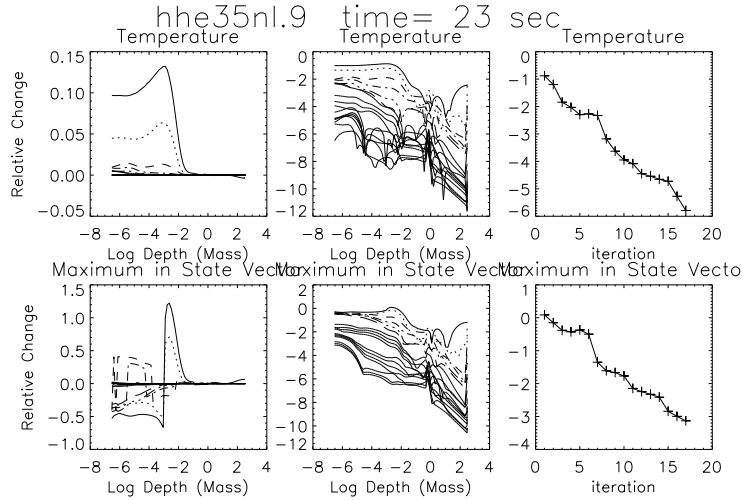 hhe35nl.9 time= 23 sec
Temperature Temperature Temperature
0.15 0 0
0.10 −2 −1
0.05 −4 −2
0.00 −6 −3
−0.05 −8 −4
−10 −5
−12 −6
Relative Change
−8 −6 −4 −2 0 2 4 −8 −6 −4 −2 0 2 4 0 5 10 15 20
Log Depth (Mass) Log Depth (Mass) iteration
Maximum in State Vector Maximum in State Vector Maximum in State Vecto
1.5 2 1
1.0 0 0
0.5 −2 −1
0.0 −4 −2
−0.5 −6 −3
−1.0 −8 −4
−10
−12
Relative Change
−8 −6 −4 −2 0 2 4 −8 −6 −4 −2 0 2 4 0 5 10 15 20
Log Depth (Mass) Log Depth (Mass) iteration